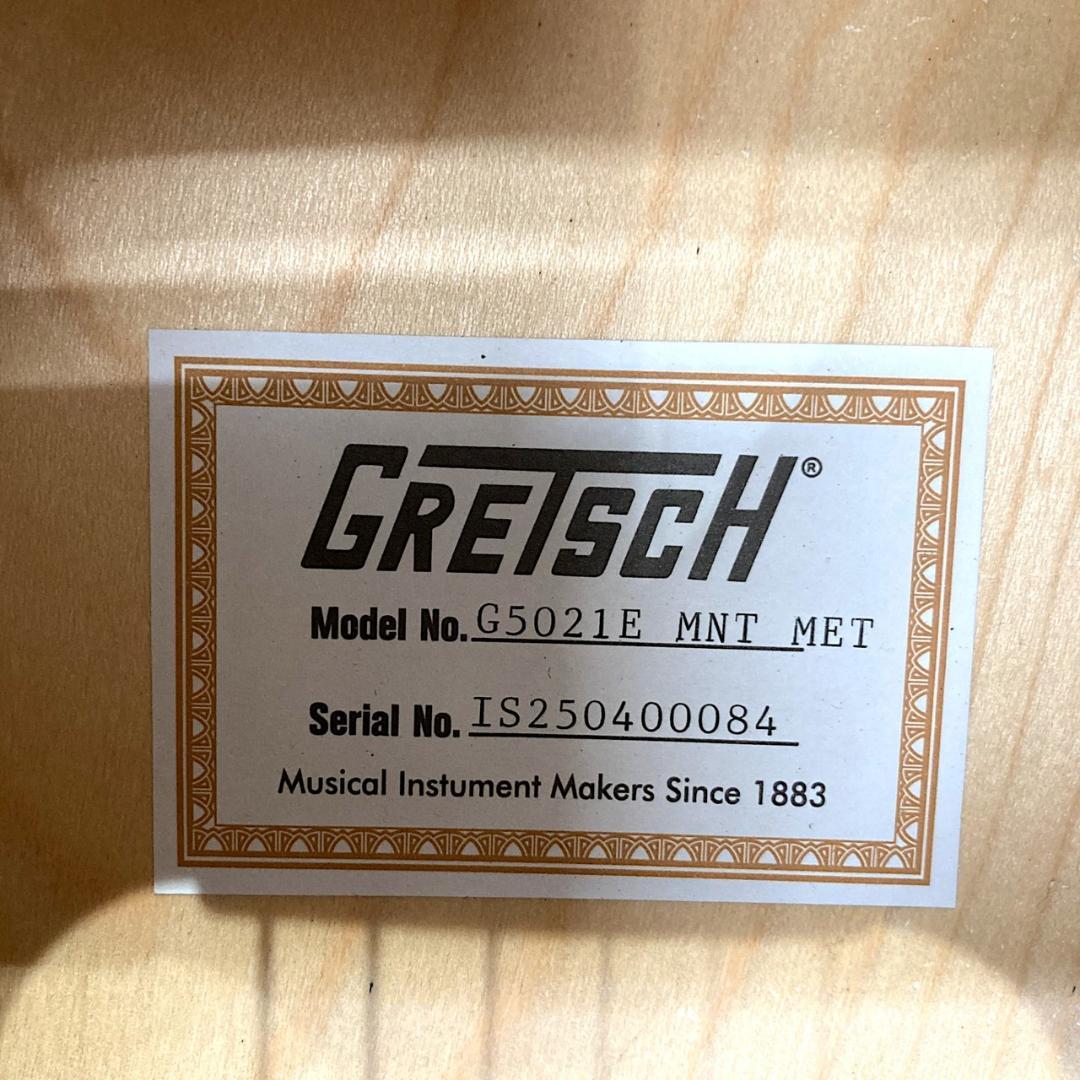 GRETSCH®
Model No. G5021E MNT MET
Serial No. IS250400084
Musical Instument Makers Since 1883